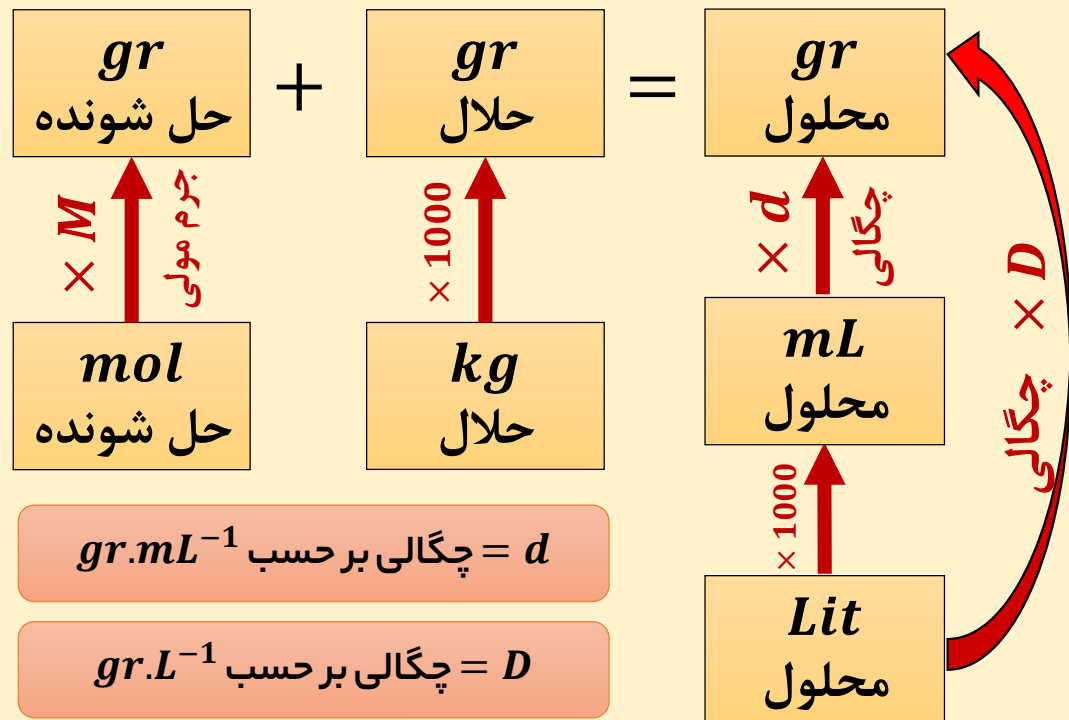 gr
حل شونده
+
gr
حلال
=
gr
محلول
× M
جرم مولی
× 1000
× d
چگالی
× D
چگالی
mol
حل شونده
kg
حلال
mL
محلول
× 1000
d = چگالی بر حسب gr.mL⁻¹
D = چگالی بر حسب gr.L⁻¹
Lit
محلول